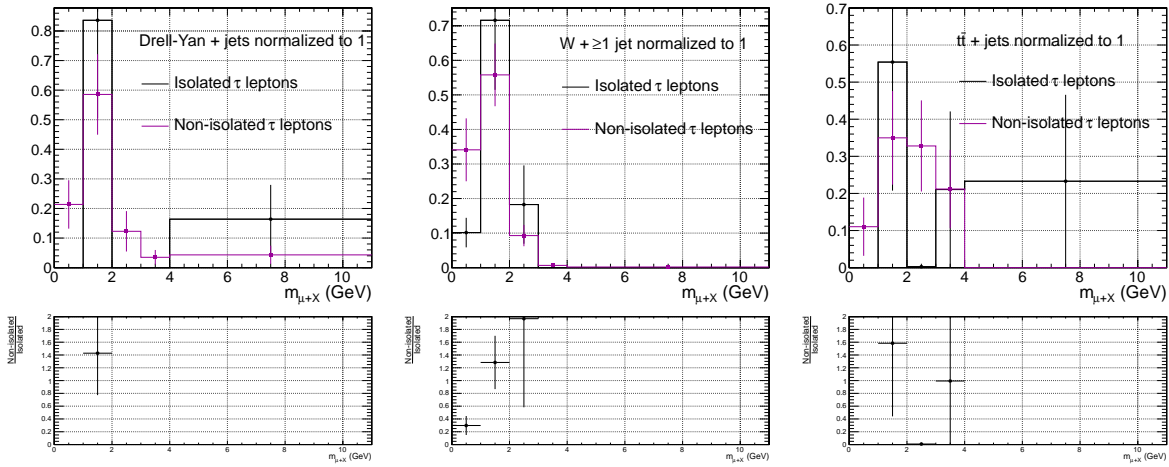 Drell-Yan + jets normalized to 1
Isolated τ leptons
Non-isolated τ leptons
0.8
0.7
0.6
0.5
0.4
0.3
0.2
0.1
0
0 2 4 6 8 10
m_{μ+X} (GeV)
W + ≥1 jet normalized to 1
Isolated τ leptons
Non-isolated τ leptons
0.7
0.6
0.5
0.4
0.3
0.2
0.1
0
0 2 4 6 8 10
m_{μ+X} (GeV)
tt̄ + jets normalized to 1
Isolated τ leptons
Non-isolated τ leptons
0.7
0.6
0.5
0.4
0.3
0.2
0.1
0
0 2 4 6 8 10
m_{μ+X} (GeV)
Non-isolated
Isolated
2
1.8
1.6
1.4
1.2
1
0.8
0.6
0.4
0.2
0
0 2 4 6 8 10
m_{μ+X} (GeV)
Non-isolated
Isolated
2
1.8
1.6
1.4
1.2
1
0.8
0.6
0.4
0.2
0
0 2 4 6 8 10
m_{μ+X} (GeV)
Non-isolated
Isolated
2
1.8
1.6
1.4
1.2
1
0.8
0.6
0.4
0.2
0
0 2 4 6 8 10
m_{μ+X} (GeV)